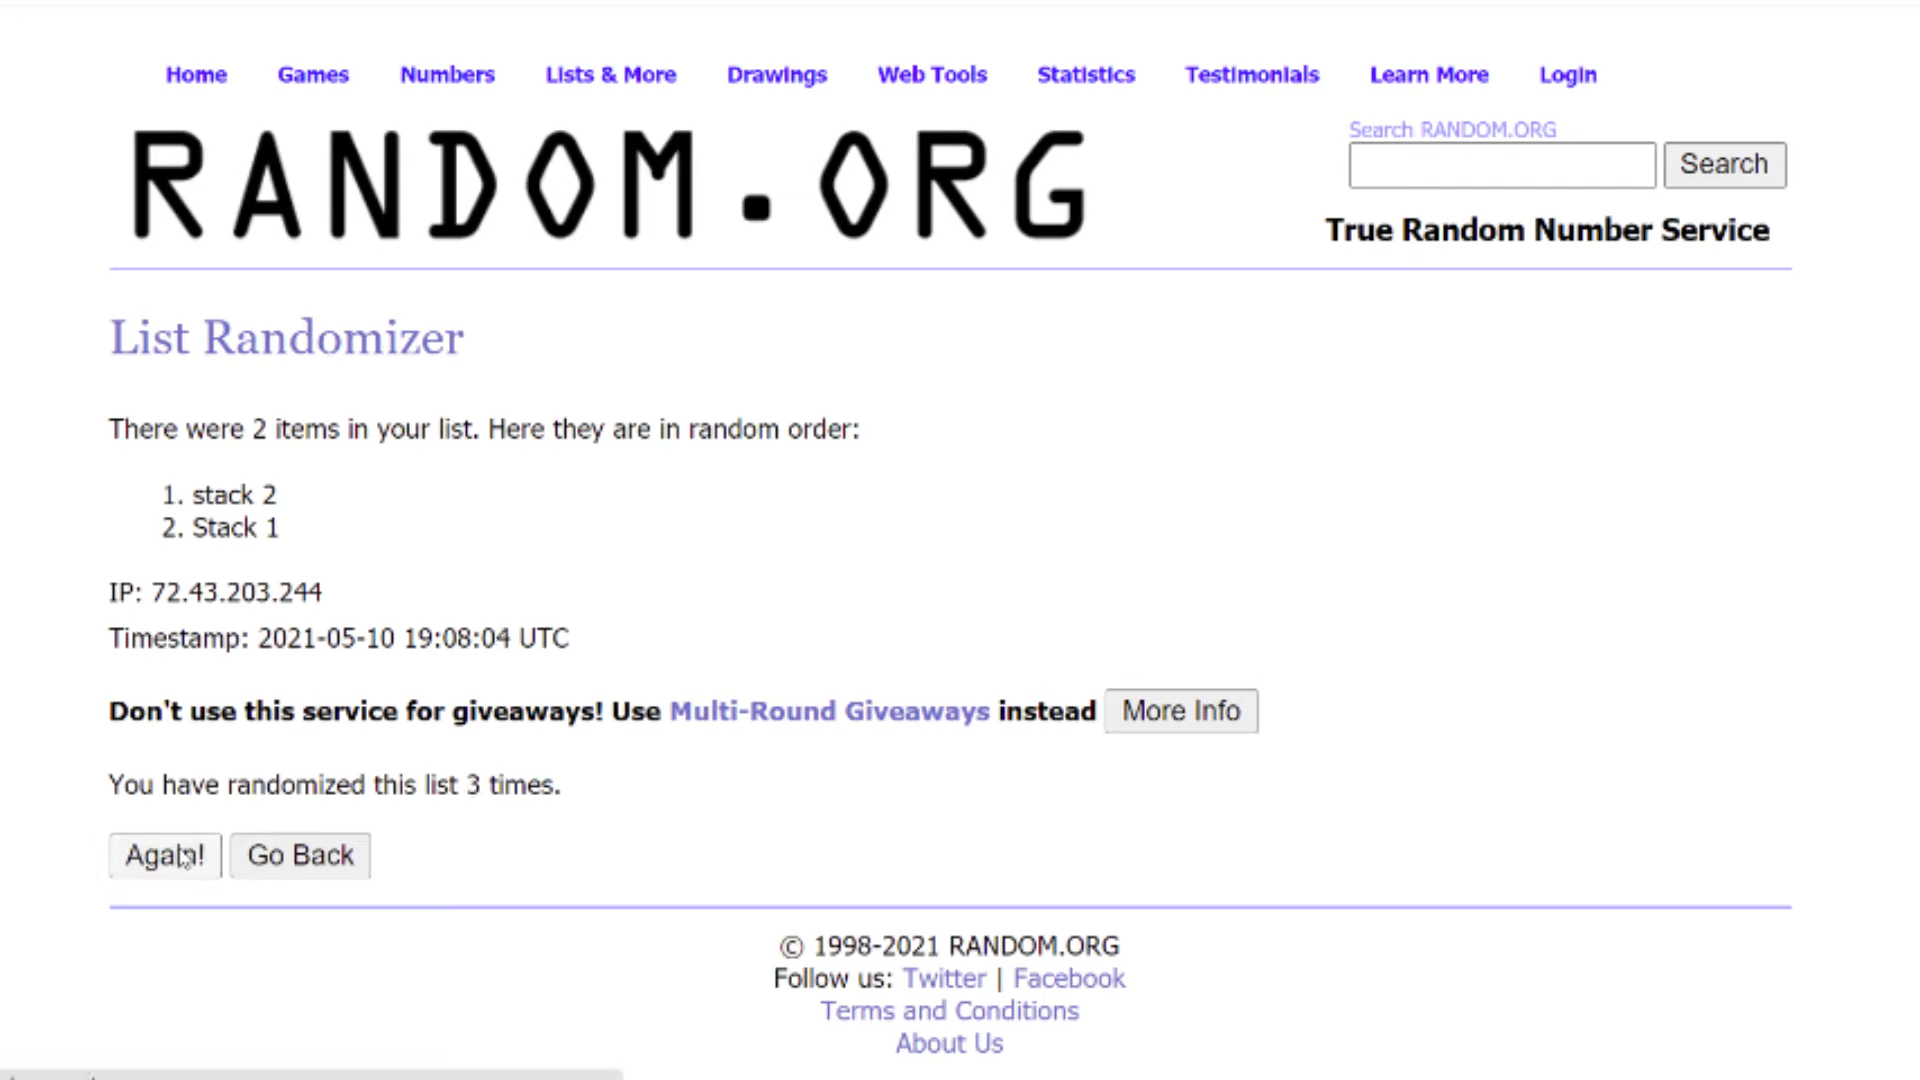 Home Games Numbers Lists & More Drawings Web Tools Statistics Testimonials Learn More Login
RANDOM.ORG
Search RANDOM.ORG
Search
True Random Number Service
List Randomizer
There were 2 items in your list. Here they are in random order:
1. stack 2
2. Stack 1
IP: 72.43.203.244
Timestamp: 2021-05-10 19:08:04 UTC
Don't use this service for giveaways! Use Multi-Round Giveaways instead More Info
You have randomized this list 3 times.
Again! Go Back
© 1998-2021 RANDOM.ORG
Follow us: Twitter | Facebook
Terms and Conditions
About Us